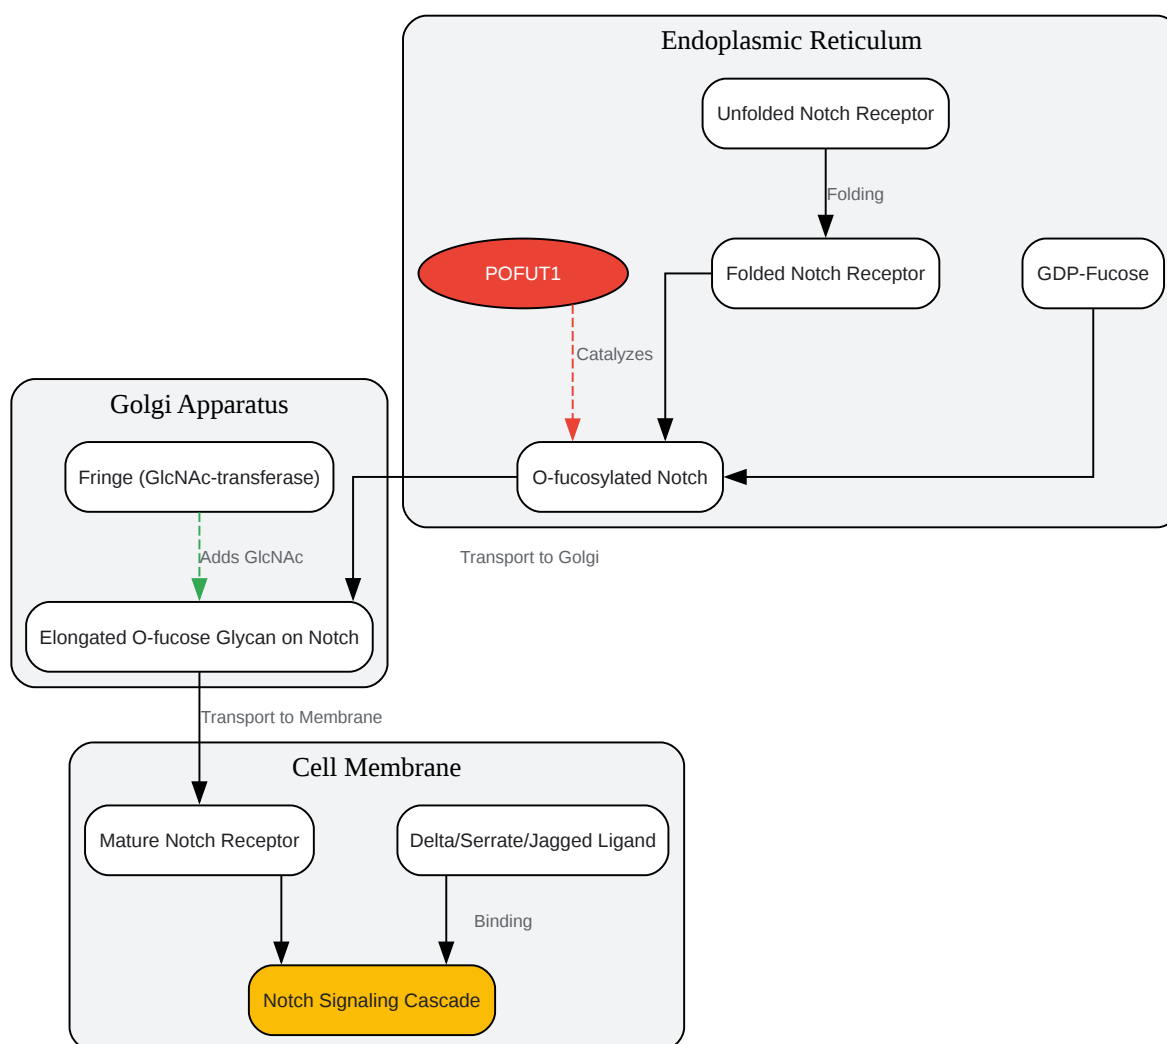 Endoplasmic Reticulum
Unfolded Notch Receptor
Folding
POFUT1
Folded Notch Receptor
GDP-Fucose
Catalyzes
Golgi Apparatus
Fringe (GlcNAc-transferase)
O-fucosylated Notch
Adds GlcNAc
Transport to Golgi
Elongated O-fucose Glycan on Notch
Transport to Membrane
Cell Membrane
Mature Notch Receptor
Delta/Serrate/Jagged Ligand
Binding
Notch Signaling Cascade